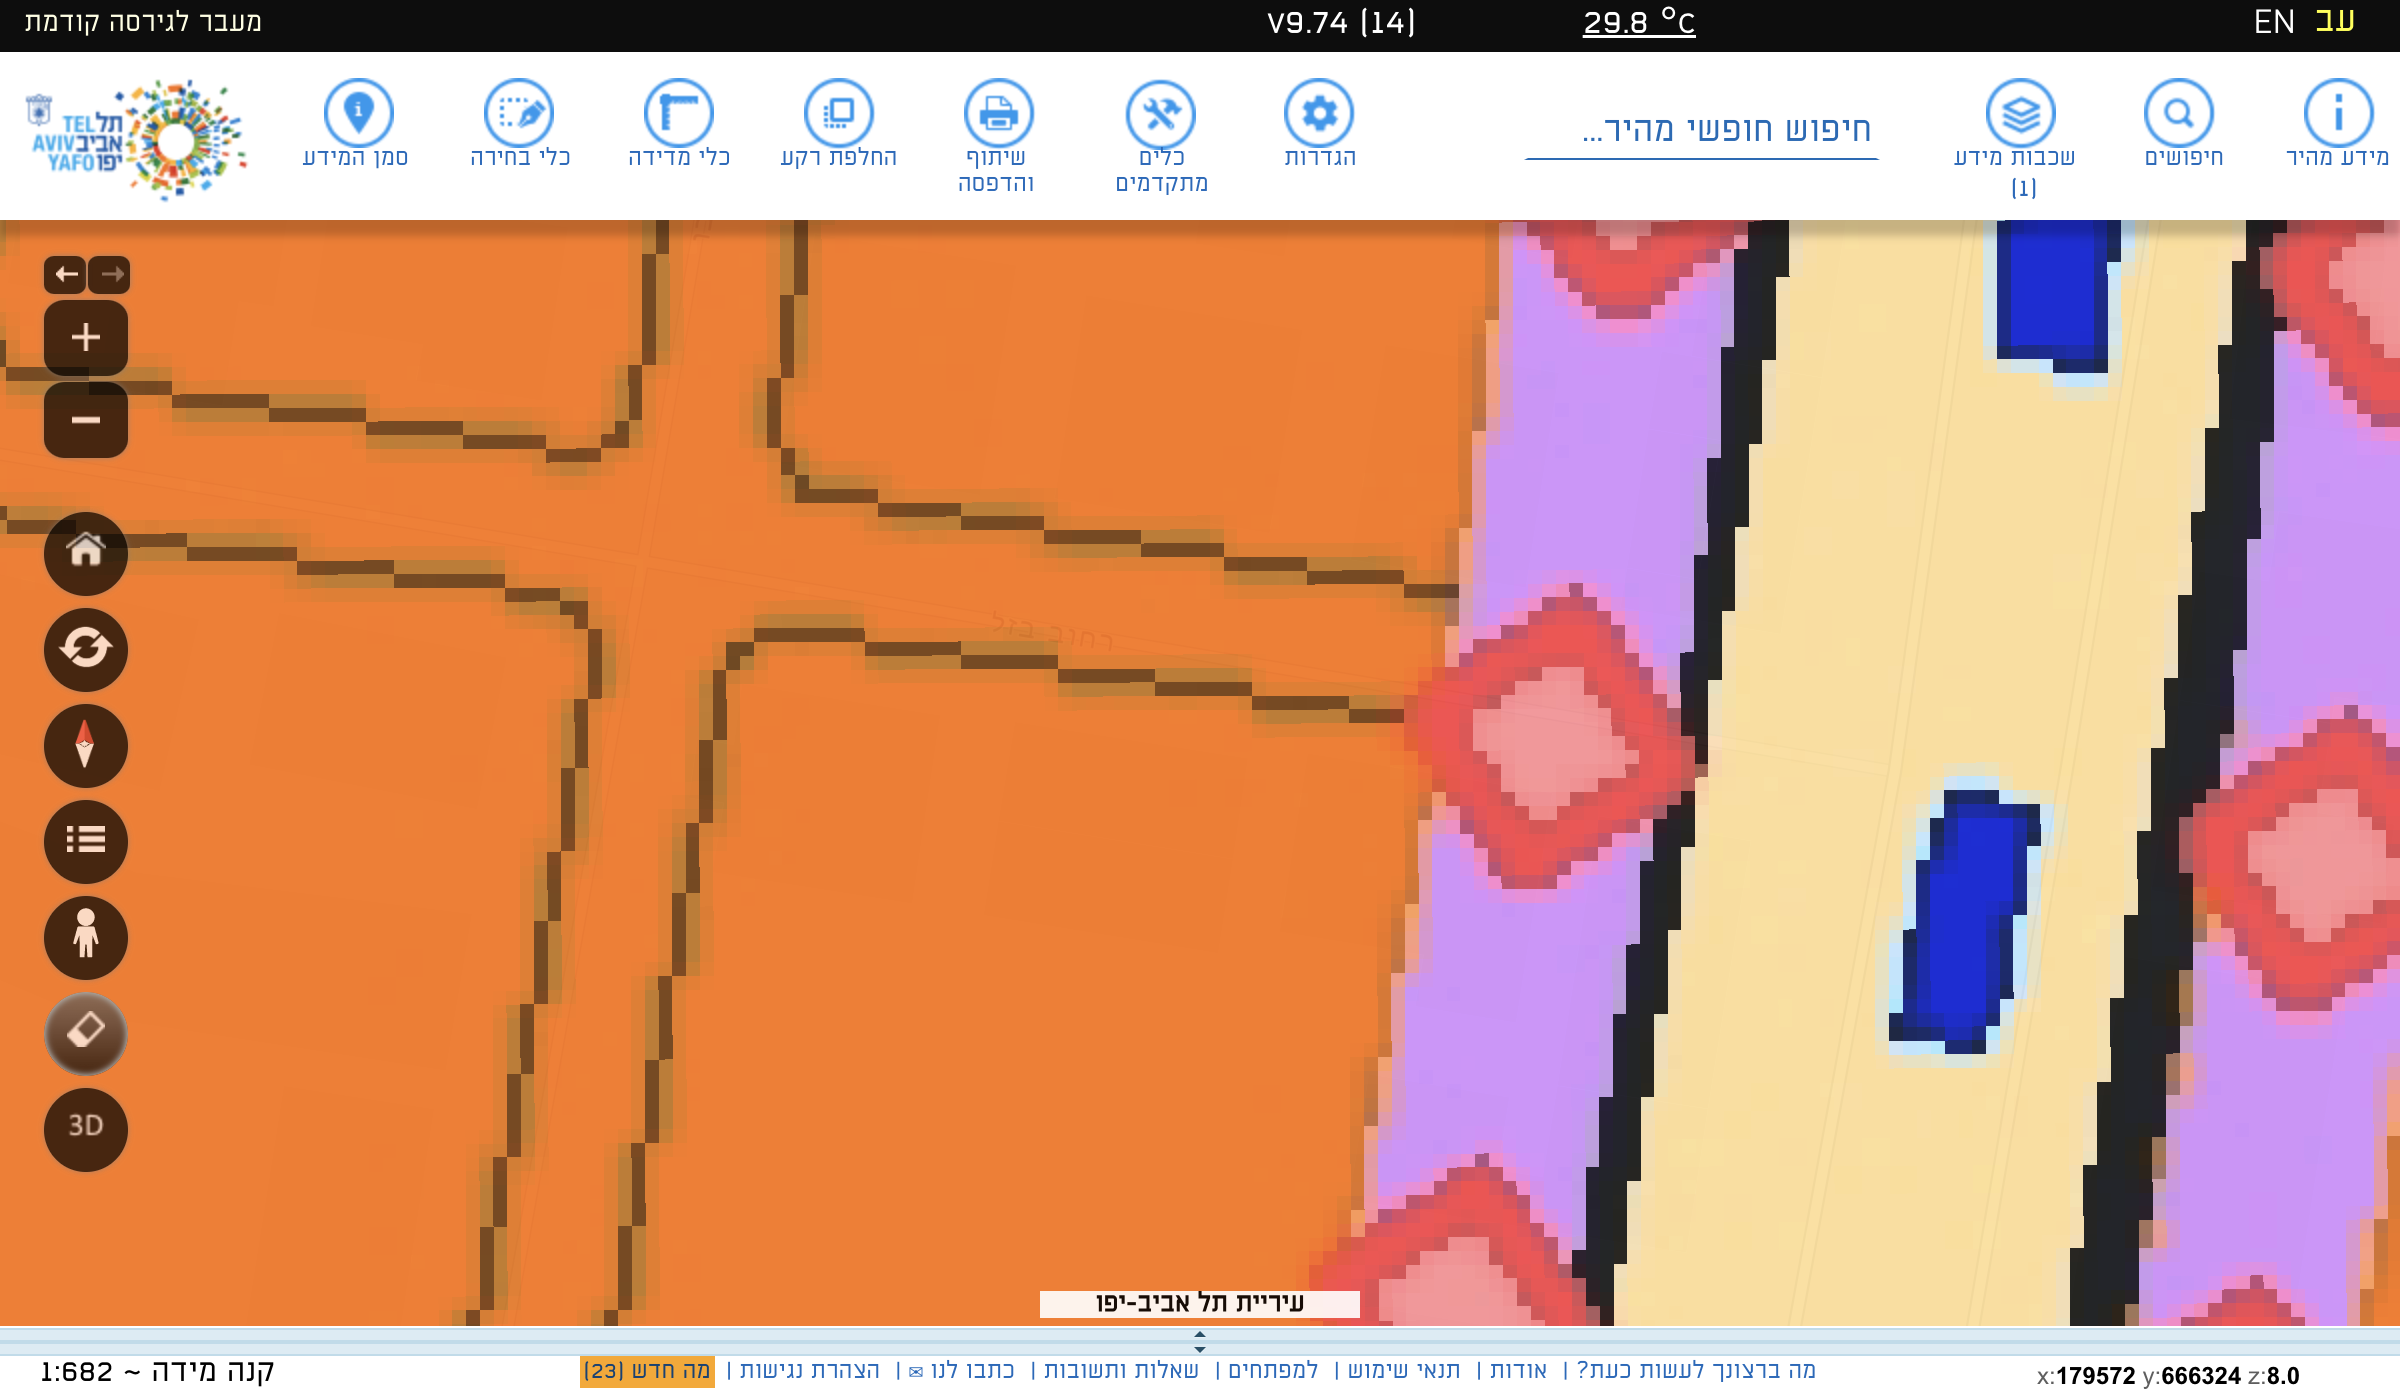 עב EN
29.8 °C
V9.74 (14)
מעבר לגירסה קודמת
מידע מהיר
חיפושים
שכבות מידע
(1)
חיפוש חופשי מהיר...
הגדרות
כלים
מתקדמים
שיתוף
והדפסה
החלפת רקע
כלי מדידה
כלי בחירה
סמן המידע
תל TEL
אביב AVIV
יפו YAFO
רחוב בזל
3D
עיריית תל אביב-יפו
x:179572 y:666324 z:8.0
מה ברצונך לעשות כעת? | אודות | תנאי שימוש | למפתחים | שאלות ותשובות | כתבו לנו ✉ | הצהרת נגישות | מה חדש (23)
קנה מידה ~ 1:682